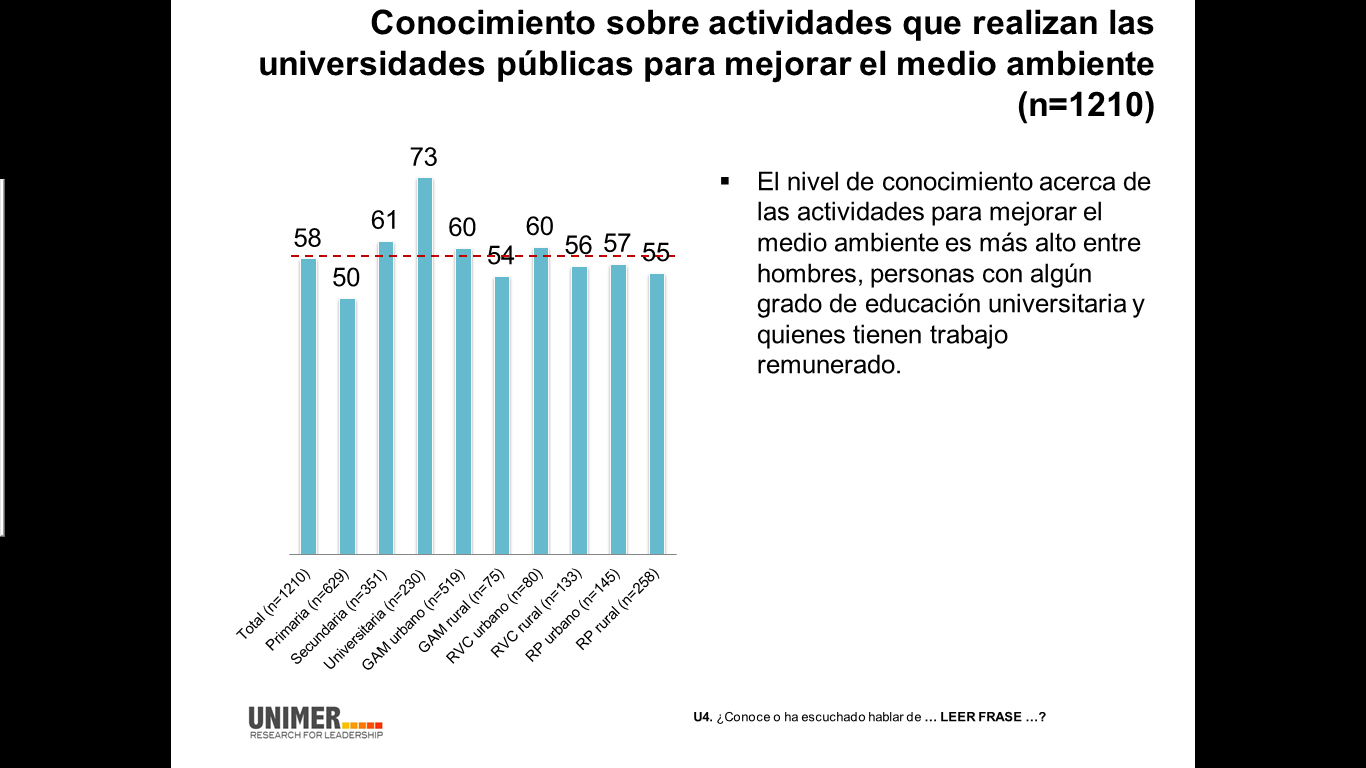 Conocimiento sobre actividades que realizan las
universidades públicas para mejorar el medio ambiente
(n=1210)
58
50
61
73
60
54
60
56
57
55
Total (n=1210)
Primaria (n=629)
Secundaria (n=351)
Universitaria (n=230)
GAM urbano (n=519)
GAM rural (n=75)
RVC urbano (n=80)
RVC rural (n=133)
RP urbano (n=145)
RP rural (n=258)
▪ El nivel de conocimiento acerca de
las actividades para mejorar el
medio ambiente es más alto entre
hombres, personas con algún
grado de educación universitaria y
quienes tienen trabajo
remunerado.
UNIMER
RESEARCH FOR LEADERSHIP
U4. ¿Conoce o ha escuchado hablar de … LEER FRASE …?